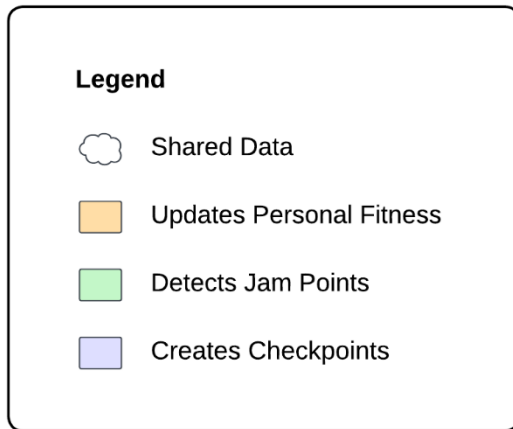 Legend
Shared Data
Updates Personal Fitness
Detects Jam Points
Creates Checkpoints